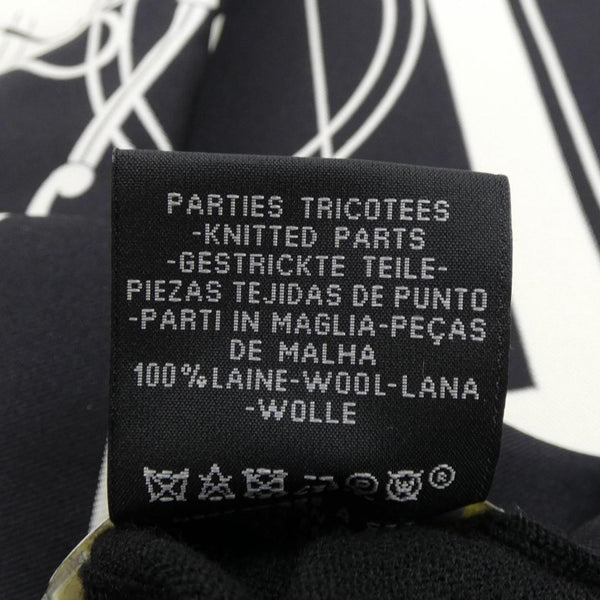 PARTIES TRICOTEES
-KNITTED PARTS
-GESTRICKTE TEILE-
PIEZAS TEJIDAS DE PUNTO
-PARTI IN MAGLIA-PEÇAS
DE MALHA
100%LAINE-WOOL-LANA
-WOLLE
®